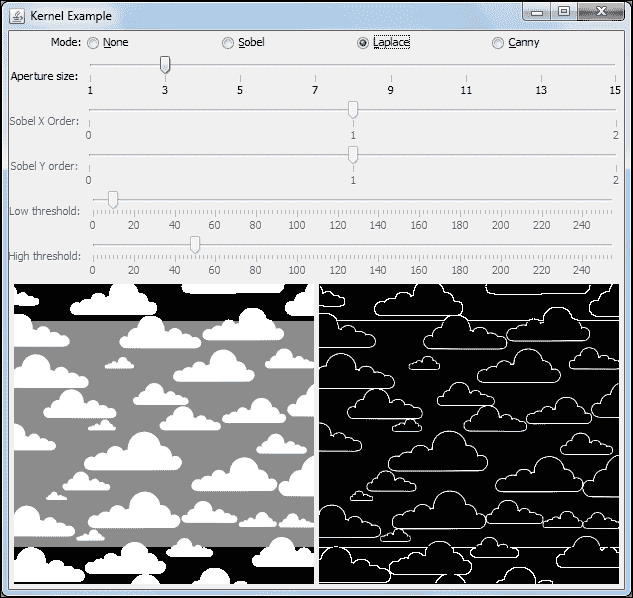 Kernel Example
Mode: None Sobel Laplace Canny
Aperture size:
1 3 5 7 9 11 13 15
Sobel X Order:
0 1 2
Sobel Y order:
0 1 2
Low threshold:
0 20 40 60 80 100 120 140 160 180 200 220 240
High threshold:
0 20 40 60 80 100 120 140 160 180 200 220 240